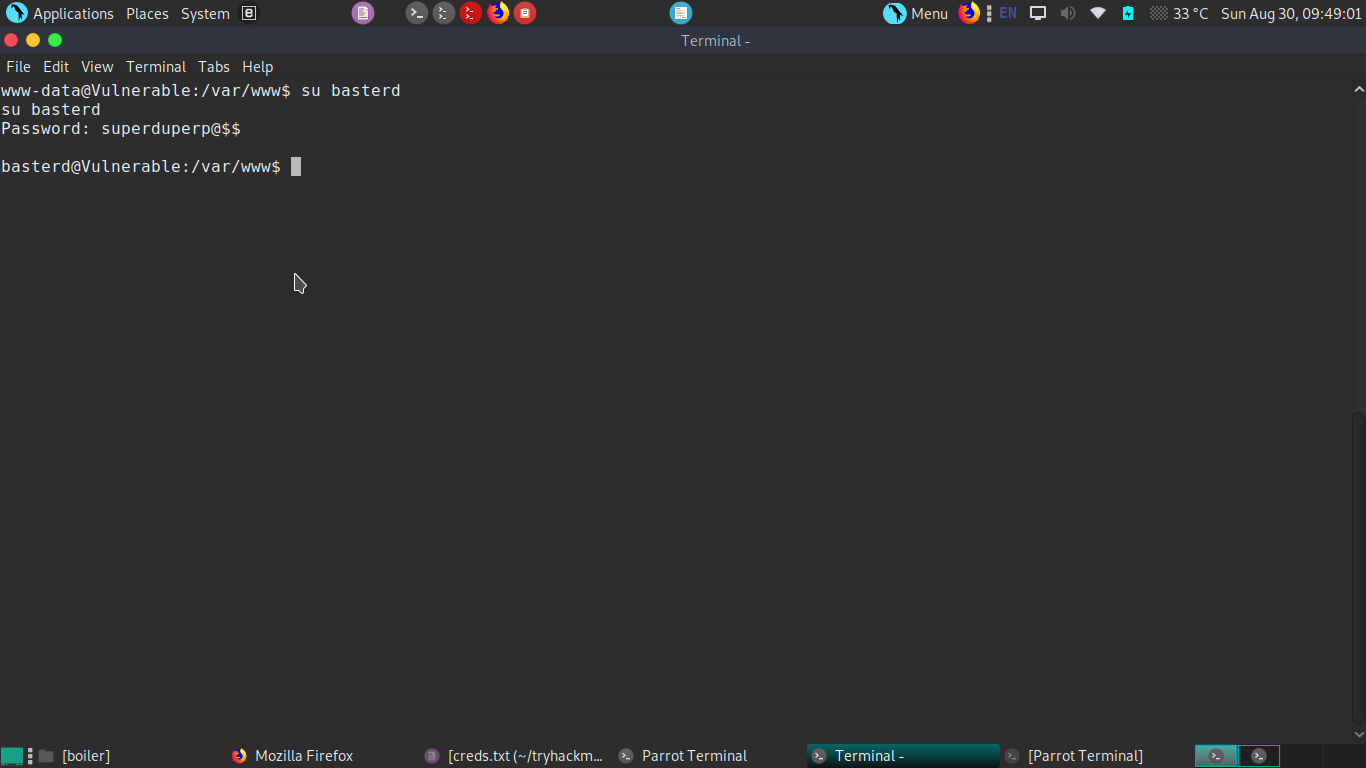 Applications Places System Menu EN 33 °C Sun Aug 30, 09:49:01
Terminal -
File Edit View Terminal Tabs Help
www-data@Vulnerable:/var/www$ su basterd
su basterd
Password: superduperp@$$
basterd@Vulnerable:/var/www$
[boiler] Mozilla Firefox [creds.txt (~/tryhackm... Parrot Terminal Terminal - [Parrot Terminal]